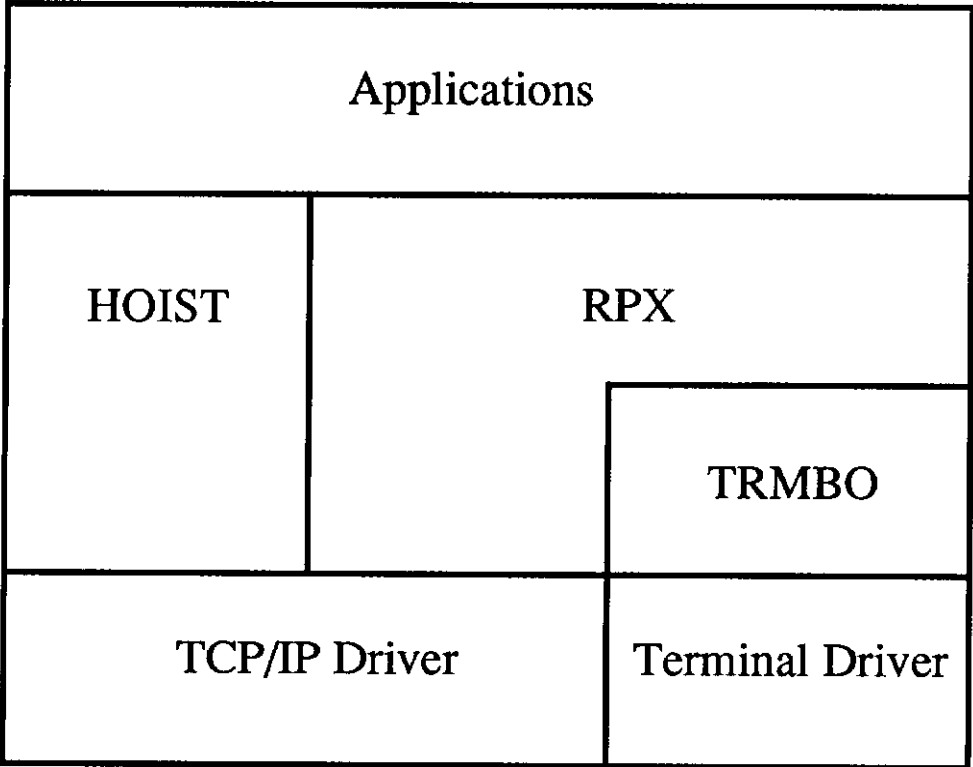 Applications
HOIST
RPX
TRMBO
TCP/IP Driver
Terminal Driver